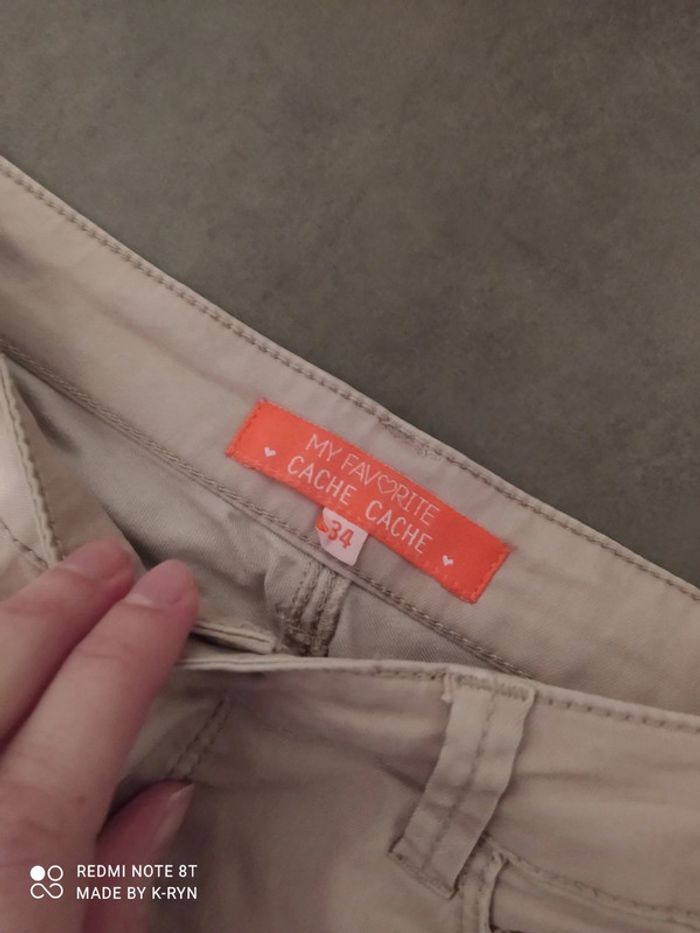 MY FAVORITE
CACHE CACHE
34
REDMI NOTE 8T
MADE BY K-RYN